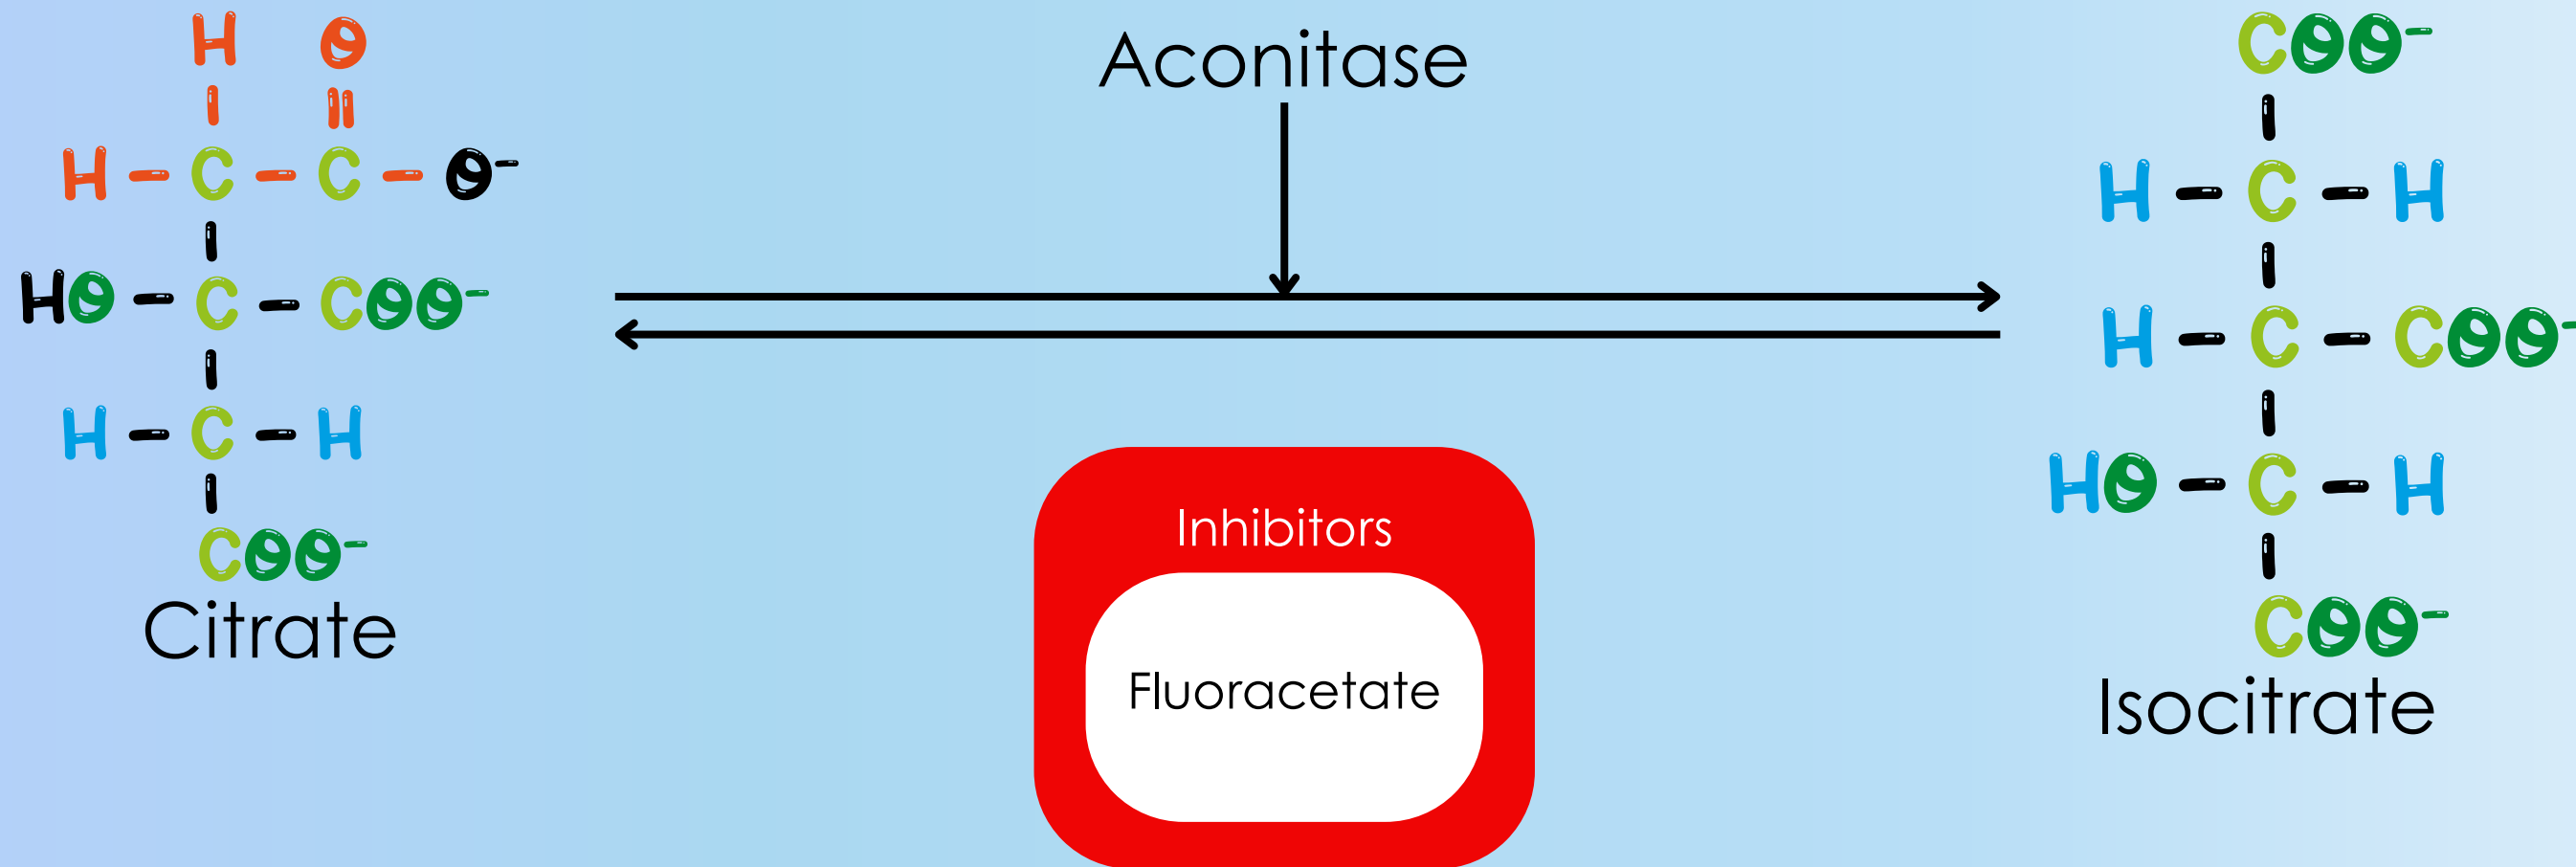 H O
H - C - C - O-
HO - C - COO-
H - C - H
COO-
Citrate
Aconitase
Inhibitors
Fluoracetate
COO-
H - C - H
H - C - COO-
HO - C - H
COO-
Isocitrate